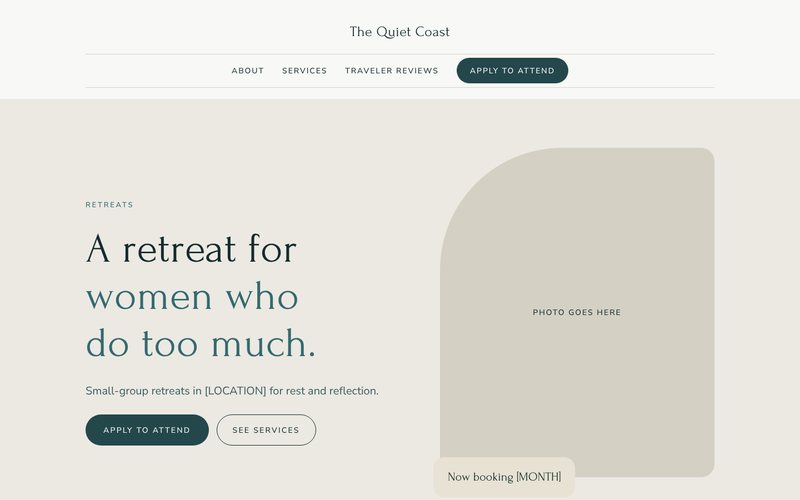 The Quiet Coast
ABOUT
SERVICES
TRAVELER REVIEWS
APPLY TO ATTEND
RETREATS
A retreat for
women who
do too much.
Small-group retreats in [LOCATION] for rest and reflection.
APPLY TO ATTEND
SEE SERVICES
PHOTO GOES HERE
Now booking [MONTH]